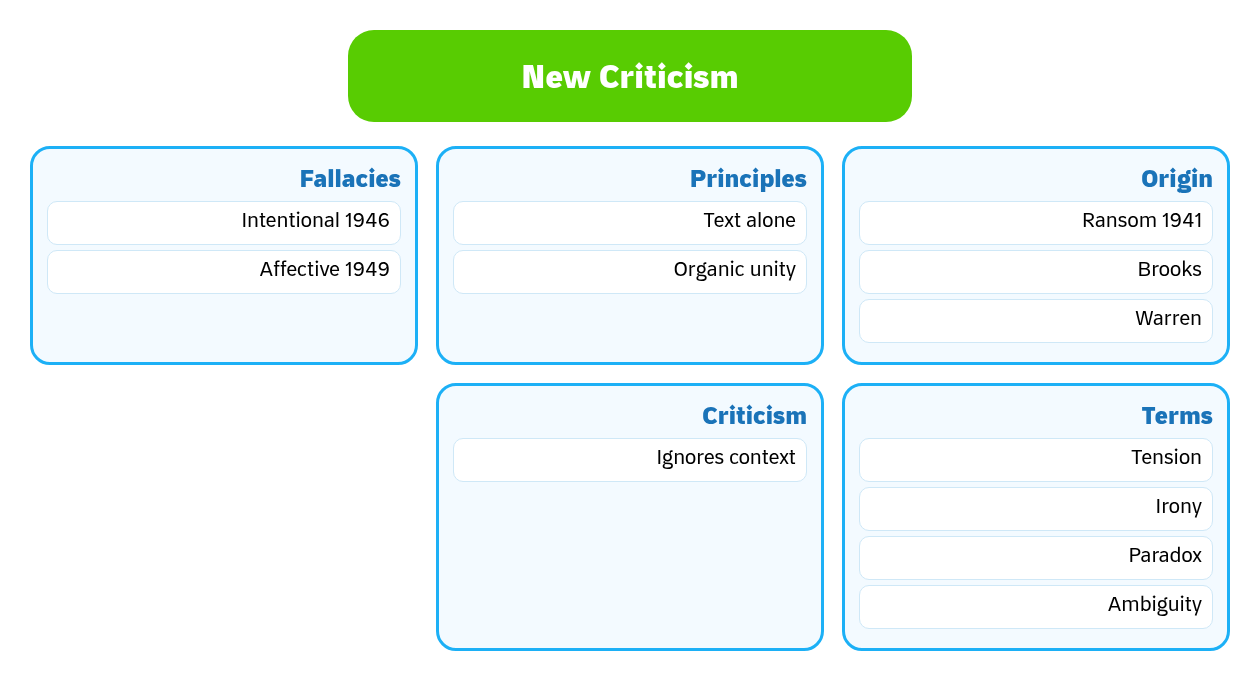 New Criticism
Origin
Ransom 1941
Brooks
Warren
Principles
Text alone
Organic unity
Fallacies
Intentional 1946
Affective 1949
Terms
Tension
Irony
Paradox
Ambiguity
Criticism
Ignores context